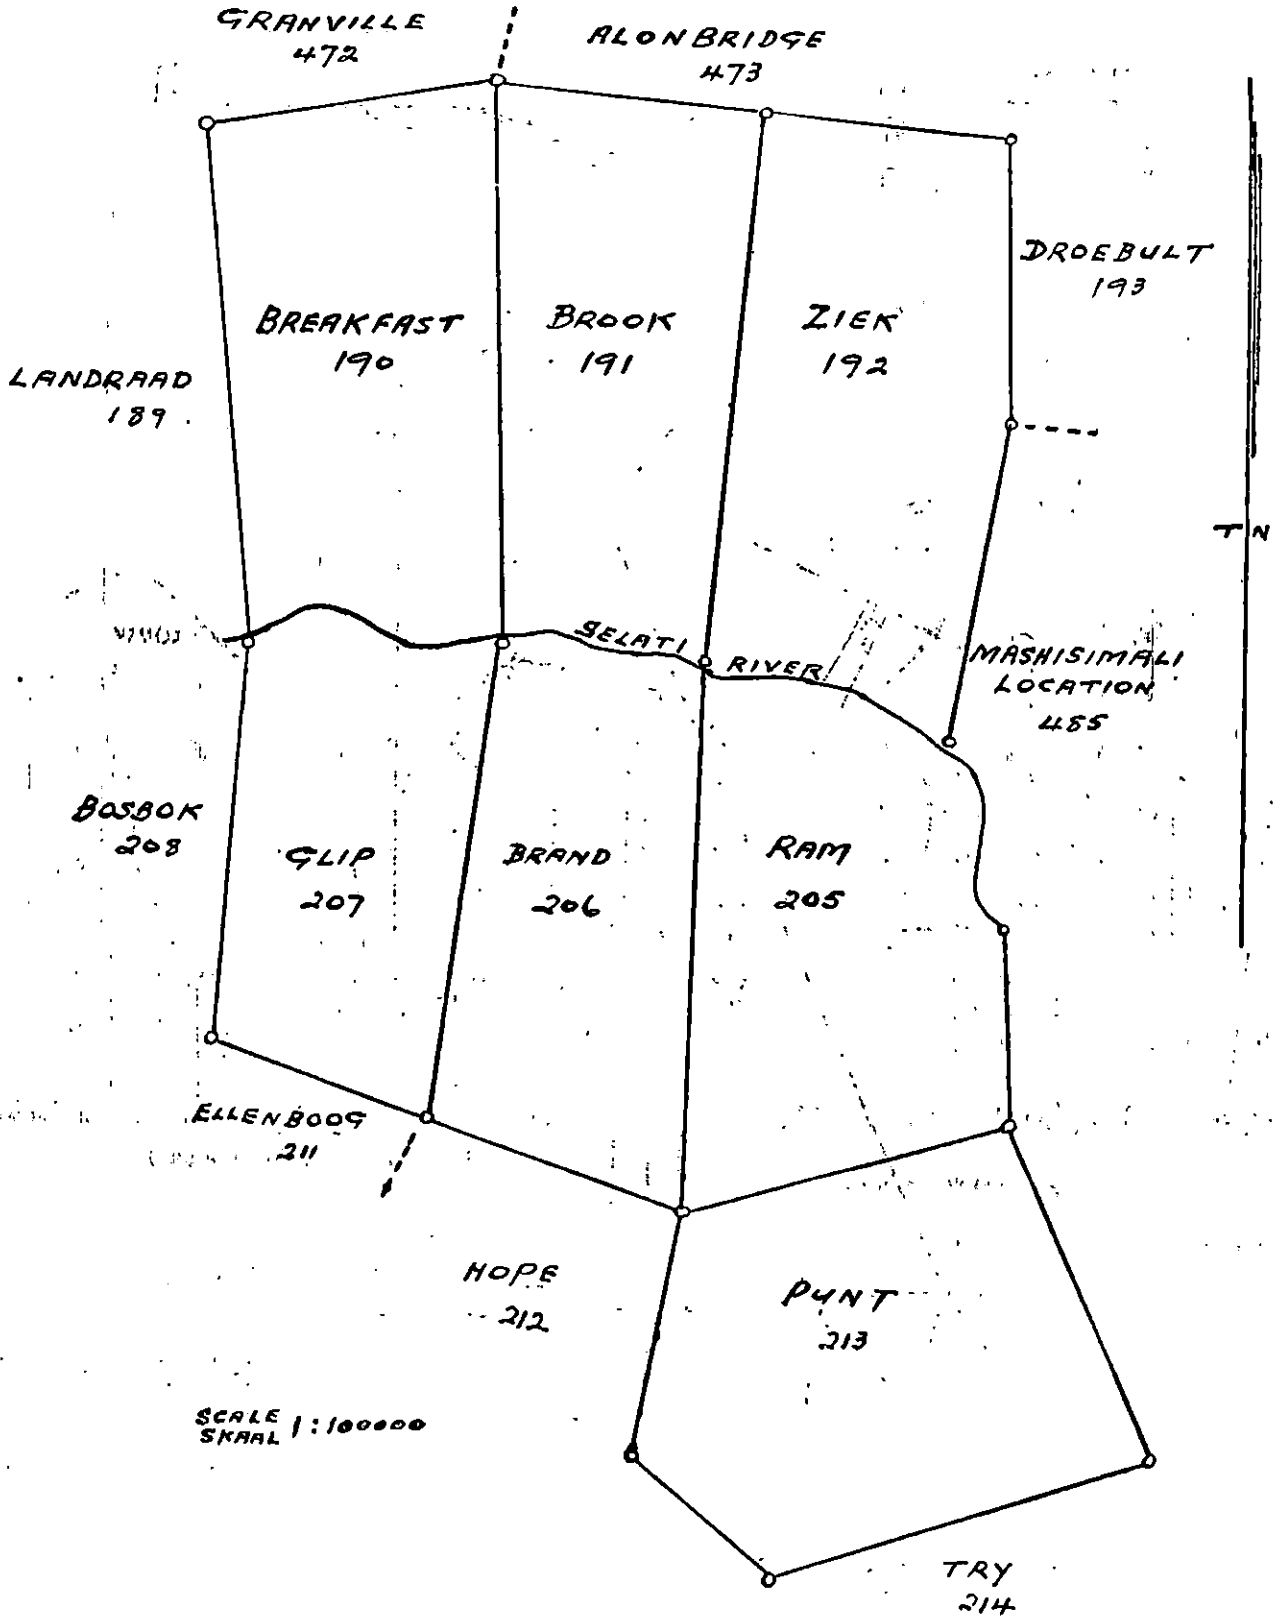 GRANVILLE
472
ALONBRIDGE
473
DROEBULT
193
BREAKFAST
190
BROOK
191
ZIEK
192
LANDRAAD
189
T N
SELATI RIVER
MASHISIMALI
LOCATION
485
BOSBOK
208
GLIP
207
BRAND
206
RAM
205
ELLENBOOG
211
HOPE
212
PUNT
213
SCALE
SKAAL 1:100000
TRY
214